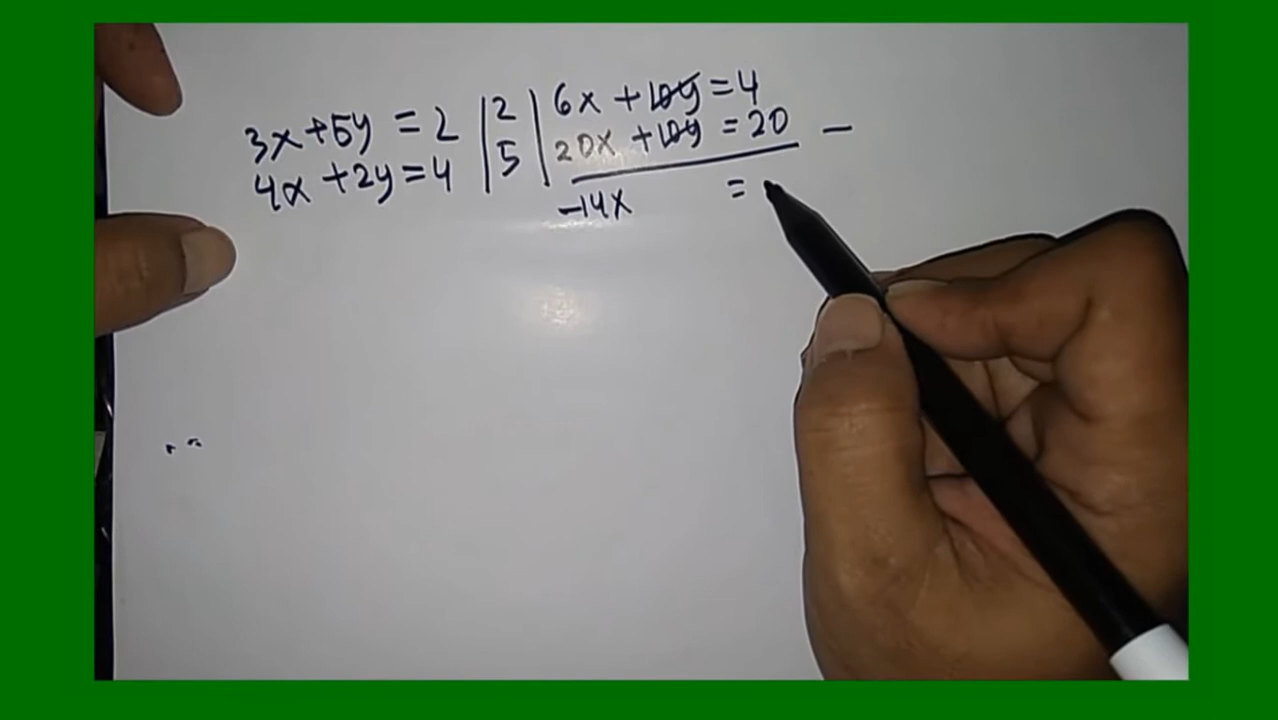 3x+5y = 2 | 2 | 6x + 10y = 4
4x + 2y = 4 | 5 | 20x + 10y = 20 –
-14x =